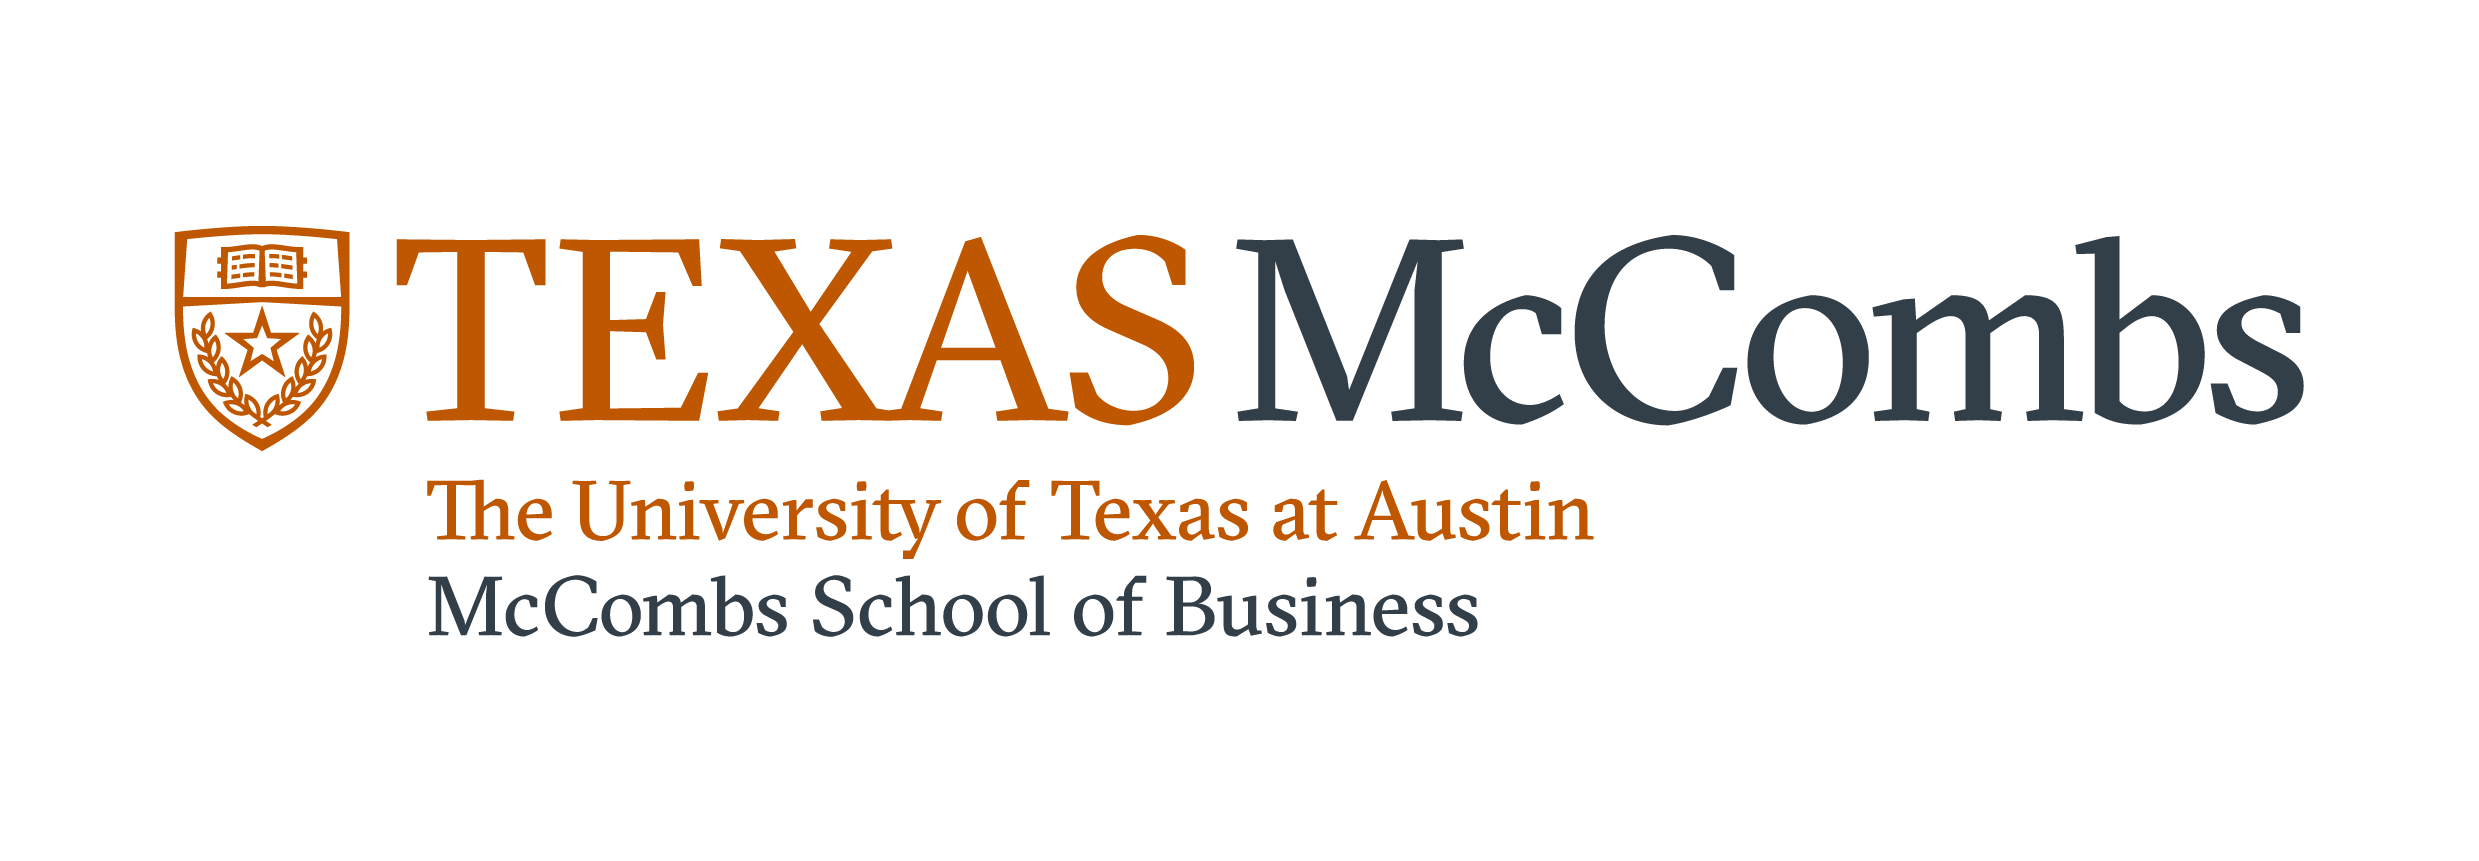 TEXAS McCombs
The University of Texas at Austin
McCombs School of Business